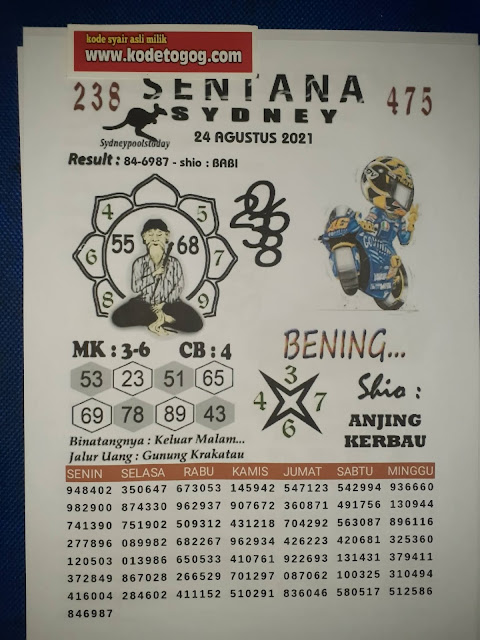 kode syair asli milik
www.kodetogog.com
238 SENTANA 475
SYDNEY
Sydneypoolstoday
24 AGUSTUS 2021
Result : 84-6987 - shio : BABI
4 5
55 68
6 7
8 9
2638
46
MK : 3-6 CB : 4
BENING...
53 23 51 65
69 78 89 43
3
4 7
6
Shio :
ANJING
KERBAU
Binatangnya : Keluar Malam...
Jalur Uang : Gunung Krakatau
SENIN SELASA RABU KAMIS JUMAT SABTU MINGGU
948402 350647 673053 145942 547123 542994 936660
982900 874330 962937 907672 360871 491756 130944
741390 751902 509312 431218 704292 563087 896116
277896 089982 682267 962934 426223 420681 325360
120503 013986 650533 410761 922693 131431 379411
372849 867028 266529 701297 087062 100325 310494
416004 284602 411152 510291 836046 580517 512586
846987